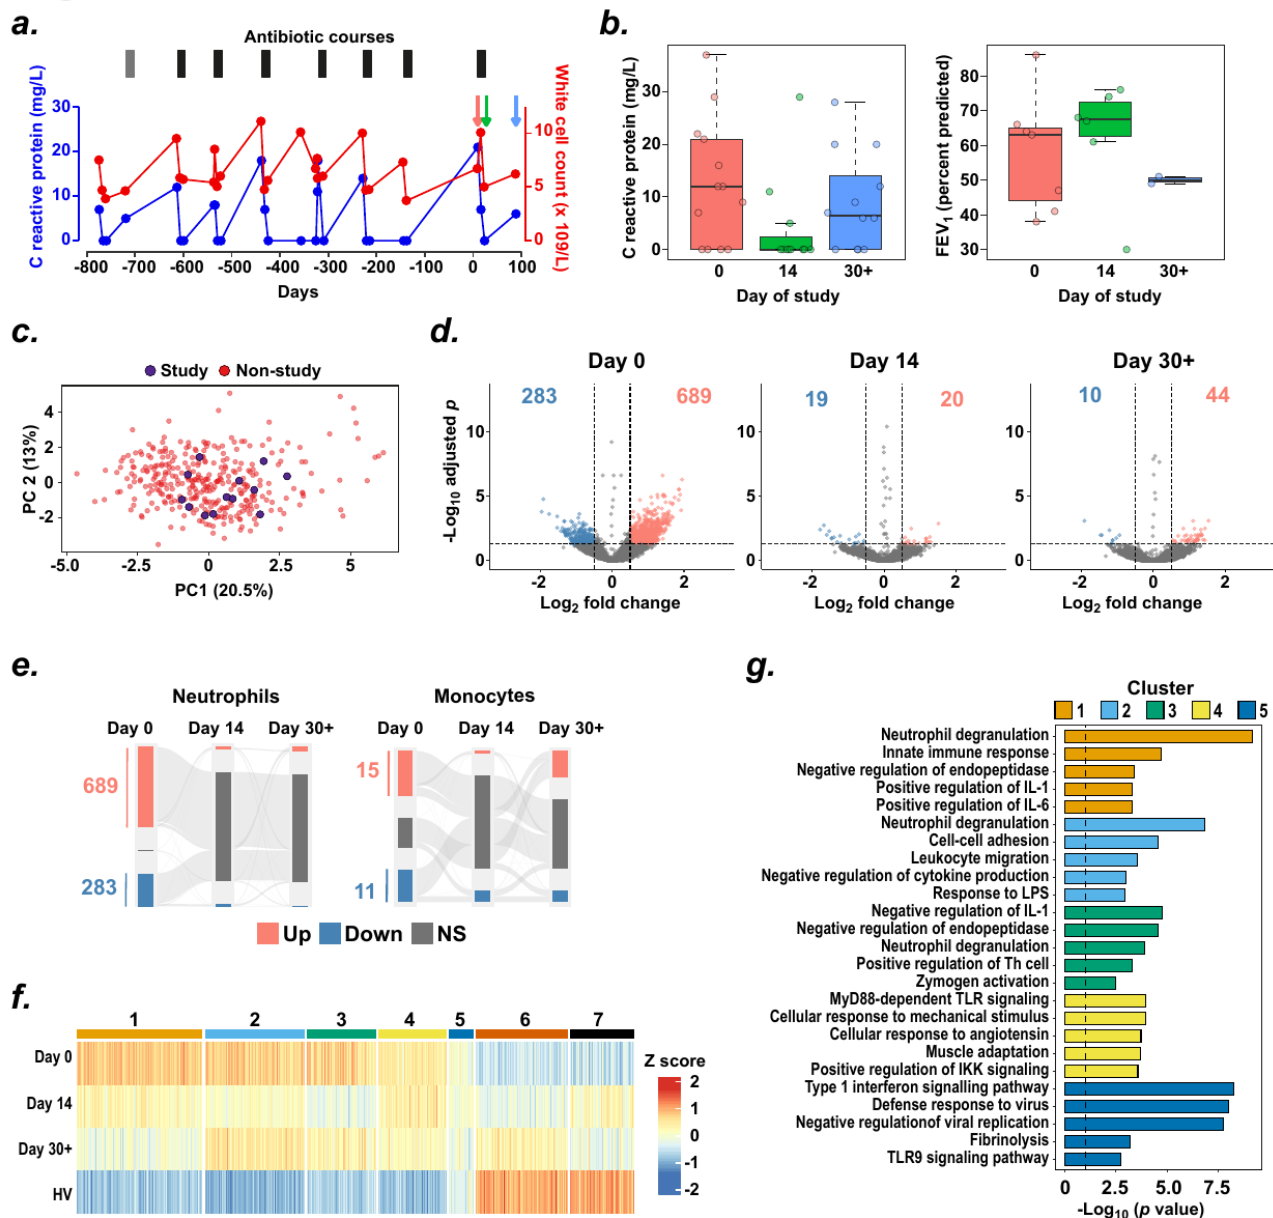 a.
Antibiotic courses
C reactive protein (mg/L)
30
20
10
0
White cell count (x 109/L)
10
5
0
-800 -700 -600 -500 -400 -300 -200 -100 0 100
Days
b.
C reactive protein (mg/L)
30
20
10
0
0 14 30+
Day of study
FEV1 (percent predicted)
80
70
60
50
40
30
0 14 30+
Day of study
c.
Study Non-study
PC 2 (13%)
4
2
0
-2
-5.0 -2.5 0 2.5 5
PC1 (20.5%)
d.
-Log10 adjusted p
Day 0
283 689
10
5
0
-2 0 2
Log2 fold change
Day 14
19 20
10
5
0
-2 0 2
Log2 fold change
Day 30+
10 44
10
5
0
-2 0 2
Log2 fold change
e.
Neutrophils
Day 0 Day 14 Day 30+
689
283
Monocytes
Day 0 Day 14 Day 30+
15
11
Up Down NS
f.
1 2 3 4 5 6 7
Day 0
Day 14
Day 30+
HV
Z score
2
1
0
-1
-2
g.
Cluster
1 2 3 4 5
Neutrophil degranulation
Innate immune response
Negative regulation of endopeptidase
Positive regulation of IL-1
Positive regulation of IL-6
Neutrophil degranulation
Cell-cell adhesion
Leukocyte migration
Negative regulation of cytokine production
Response to LPS
Negative regulation of IL-1
Negative regulation of endopeptidase
Neutrophil degranulation
Positive regulation of Th cell
Zymogen activation
MyD88-dependent TLR signaling
Cellular response to mechanical stimulus
Cellular response to angiotensin
Muscle adaptation
Positive regulation of IKK signaling
Type 1 interferon signalling pathway
Defense response to virus
Negative regulationof viral replication
Fibrinolysis
TLR9 signaling pathway
0 2.5 5.0 7.5
-Log10 (p value)